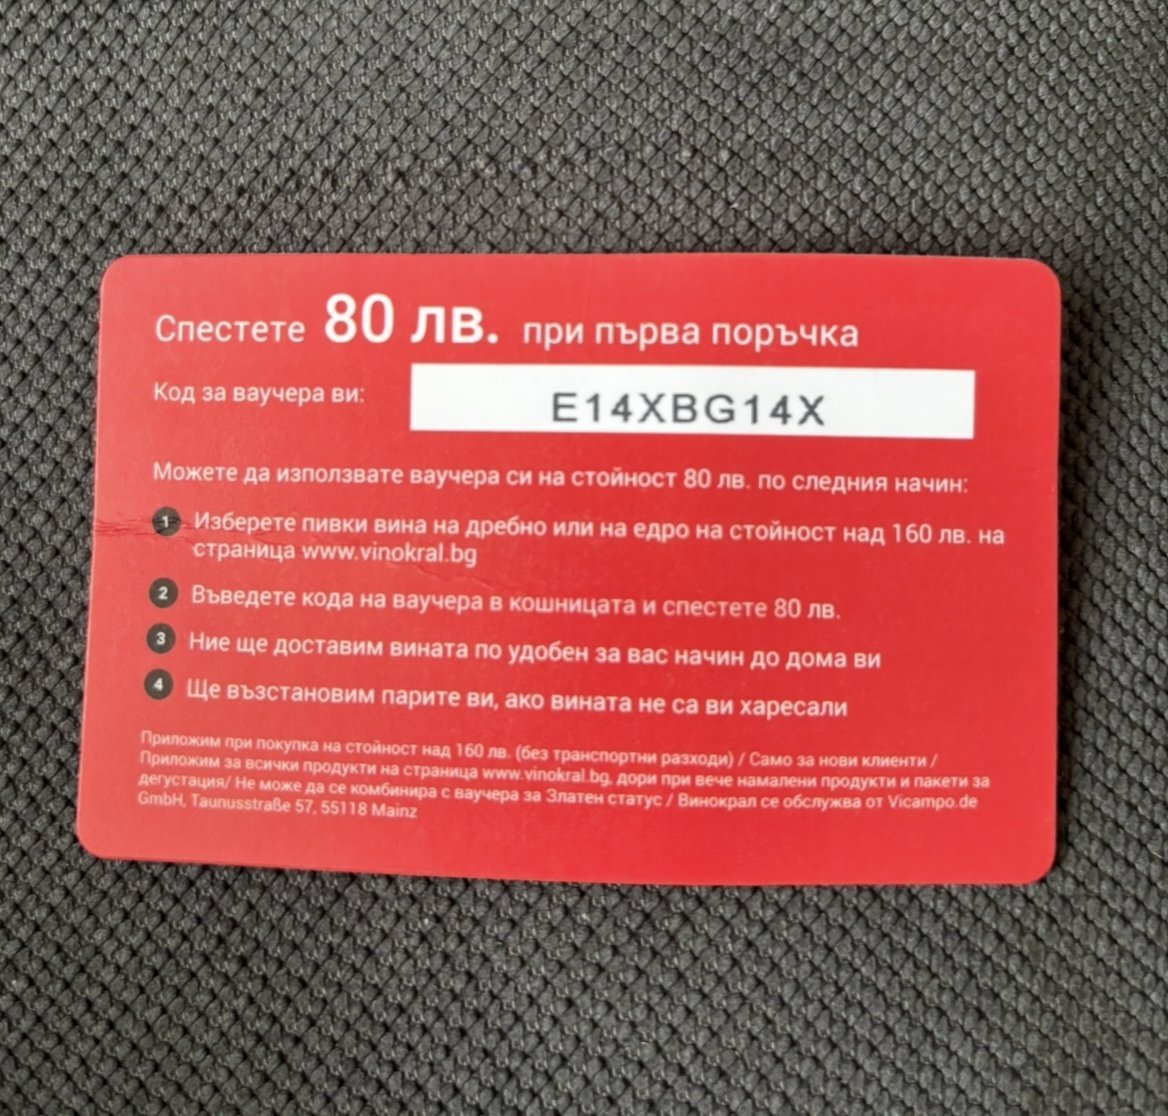 Спестете 80 лв. при първа поръчка
Код за ваучера ви:
E14XBG14X
Можете да използвате ваучера си на стойност 80 лв. по следния начин:
1 Изберете пивки вина на дребно или на едро на стойност над 160 лв. на
страница www.vinokral.bg
2 Въведете кода на ваучера в кошницата и спестете 80 лв.
3 Ние ще доставим вината по удобен за вас начин до дома ви
4 Ще възстановим парите ви, ако вината не са ви харесали
Приложим при покупка на стойност над 160 лв. (без транспортни разходи) / Само за нови клиенти /
Приложим за всички продукти на страница www.vinokral.bg, дори при вече намалени продукти и пакети за
дегустация/ Не може да се комбинира с ваучера за Златен статус / Винокрал се обслужва от Vicampo.de
GmbH, Taunusstraße 57, 55118 Mainz